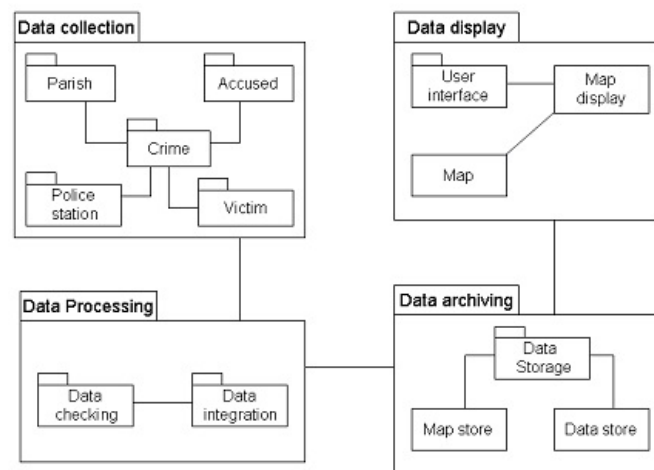 Data collection
Parish
Accused
Crime
Police
station
Victim
Data display
User
interface
Map
display
Map
Data Processing
Data
checking
Data
integration
Data archiving
Data
Storage
Map store
Data store